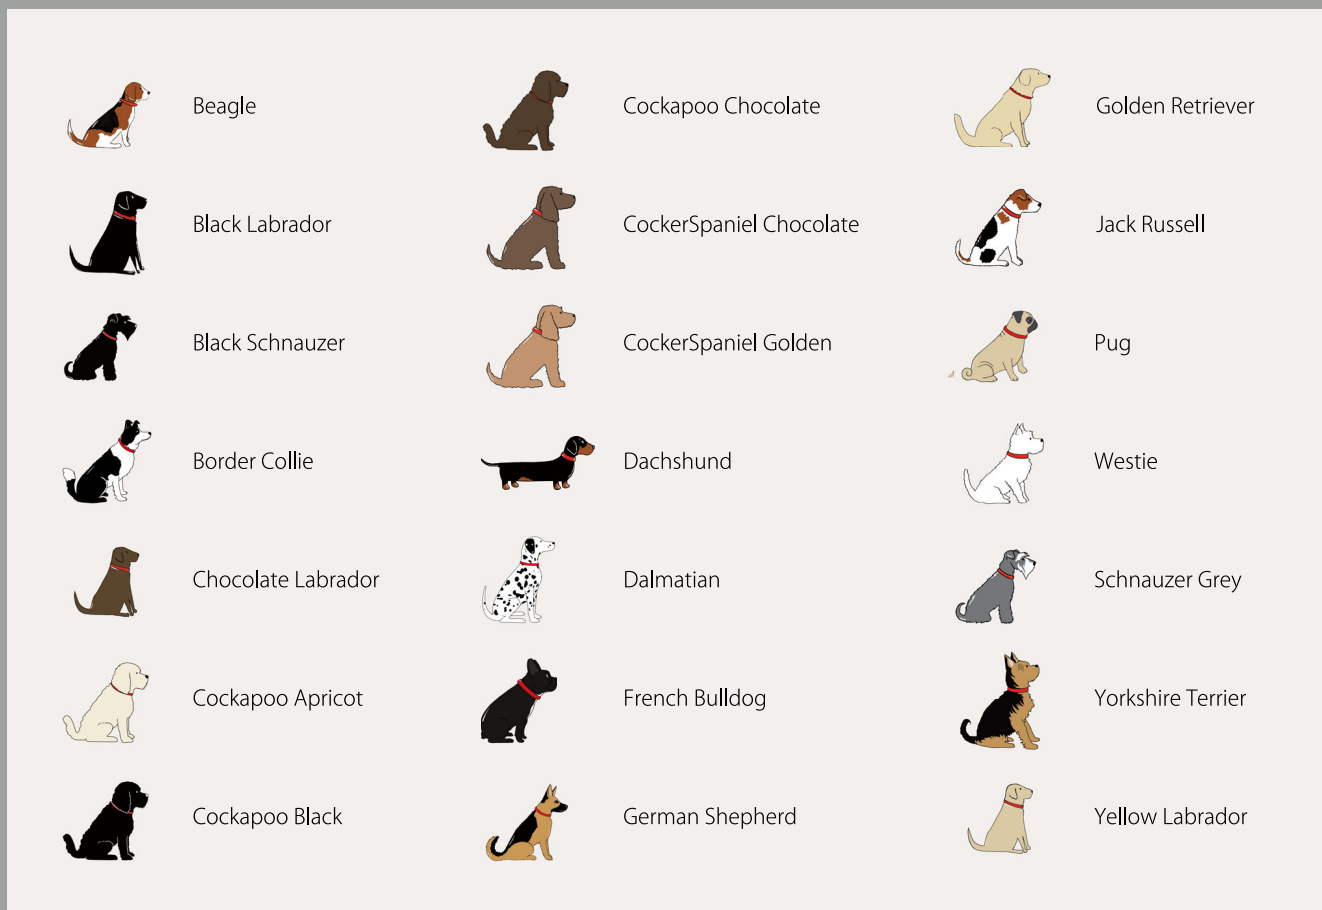 Beagle
Black Labrador
Black Schnauzer
Border Collie
Chocolate Labrador
Cockapoo Apricot
Cockapoo Black
Cockapoo Chocolate
CockerSpaniel Chocolate
CockerSpaniel Golden
Dachshund
Dalmatian
French Bulldog
German Shepherd
Golden Retriever
Jack Russell
Pug
Westie
Schnauzer Grey
Yorkshire Terrier
Yellow Labrador